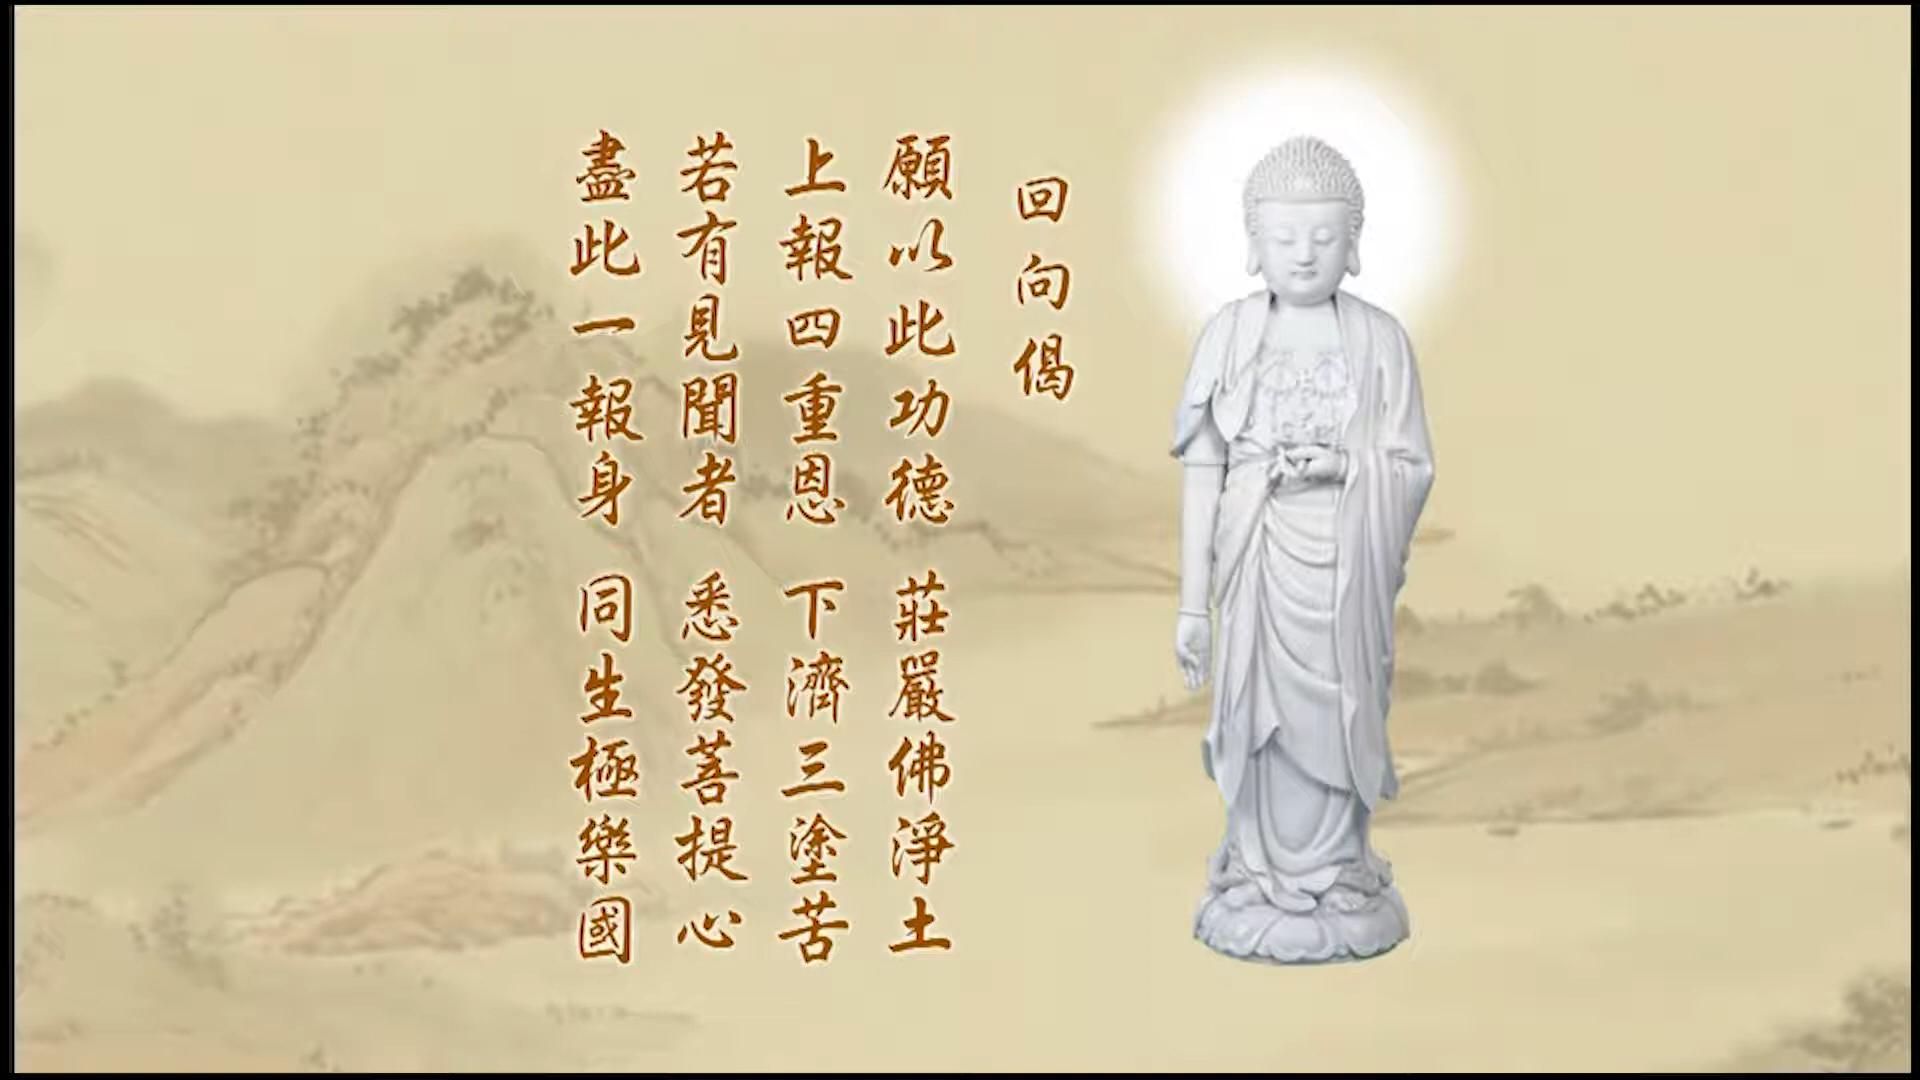 回向偈
願以此功德 莊嚴佛淨土
上報四重恩 下濟三塗苦
若有見聞者 悉發菩提心
盡此一報身 同生極樂國